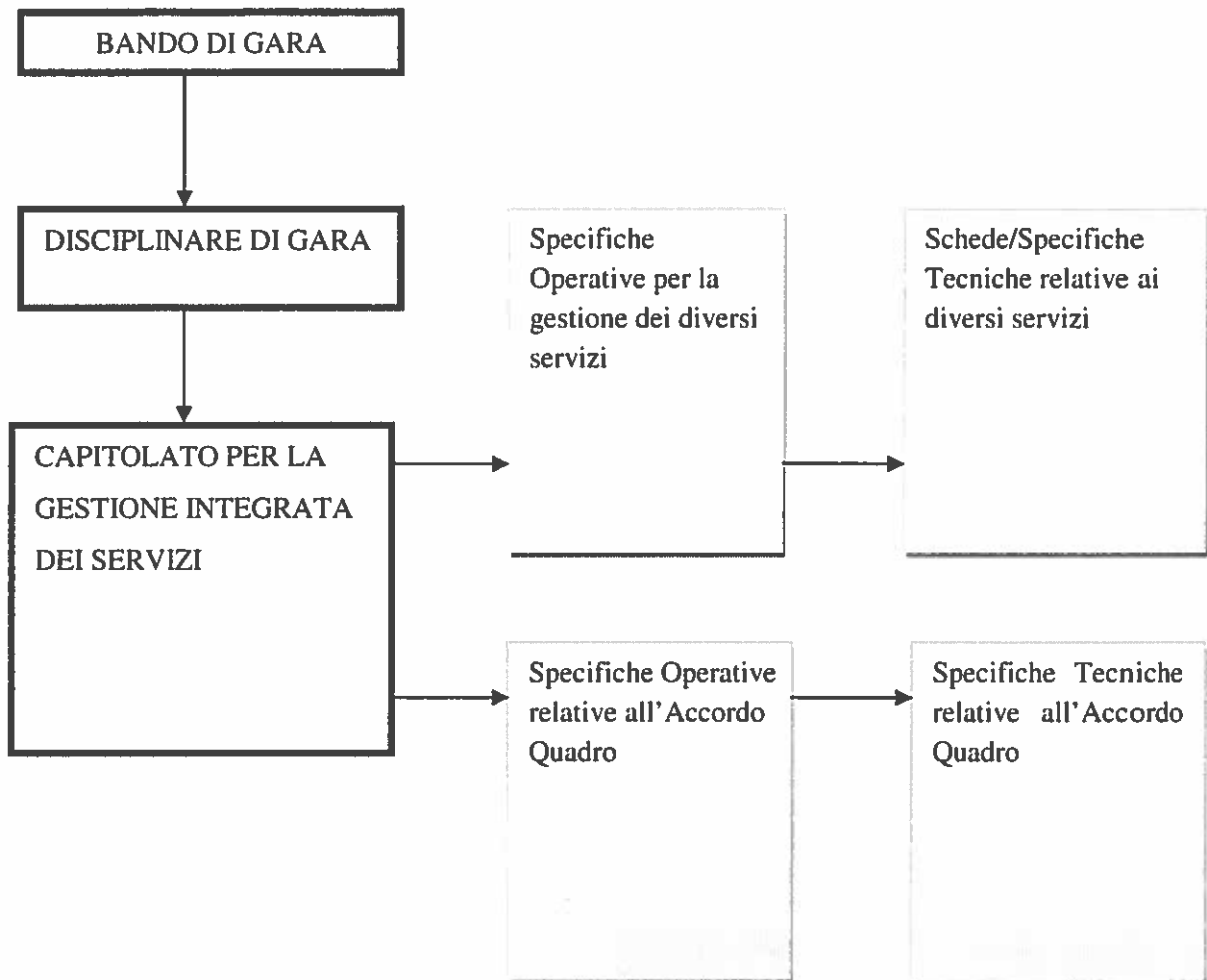 BANDO DI GARA
DISCIPLINARE DI GARA
Specifiche
Operative per la
gestione dei diversi
servizi
Schede/Specifiche
Tecniche relative ai
diversi servizi
CAPITOLATO PER LA
GESTIONE INTEGRATA
DEI SERVIZI
Specifiche Operative
relative all'Accordo
Quadro
Specifiche Tecniche
relative all'Accordo
Quadro